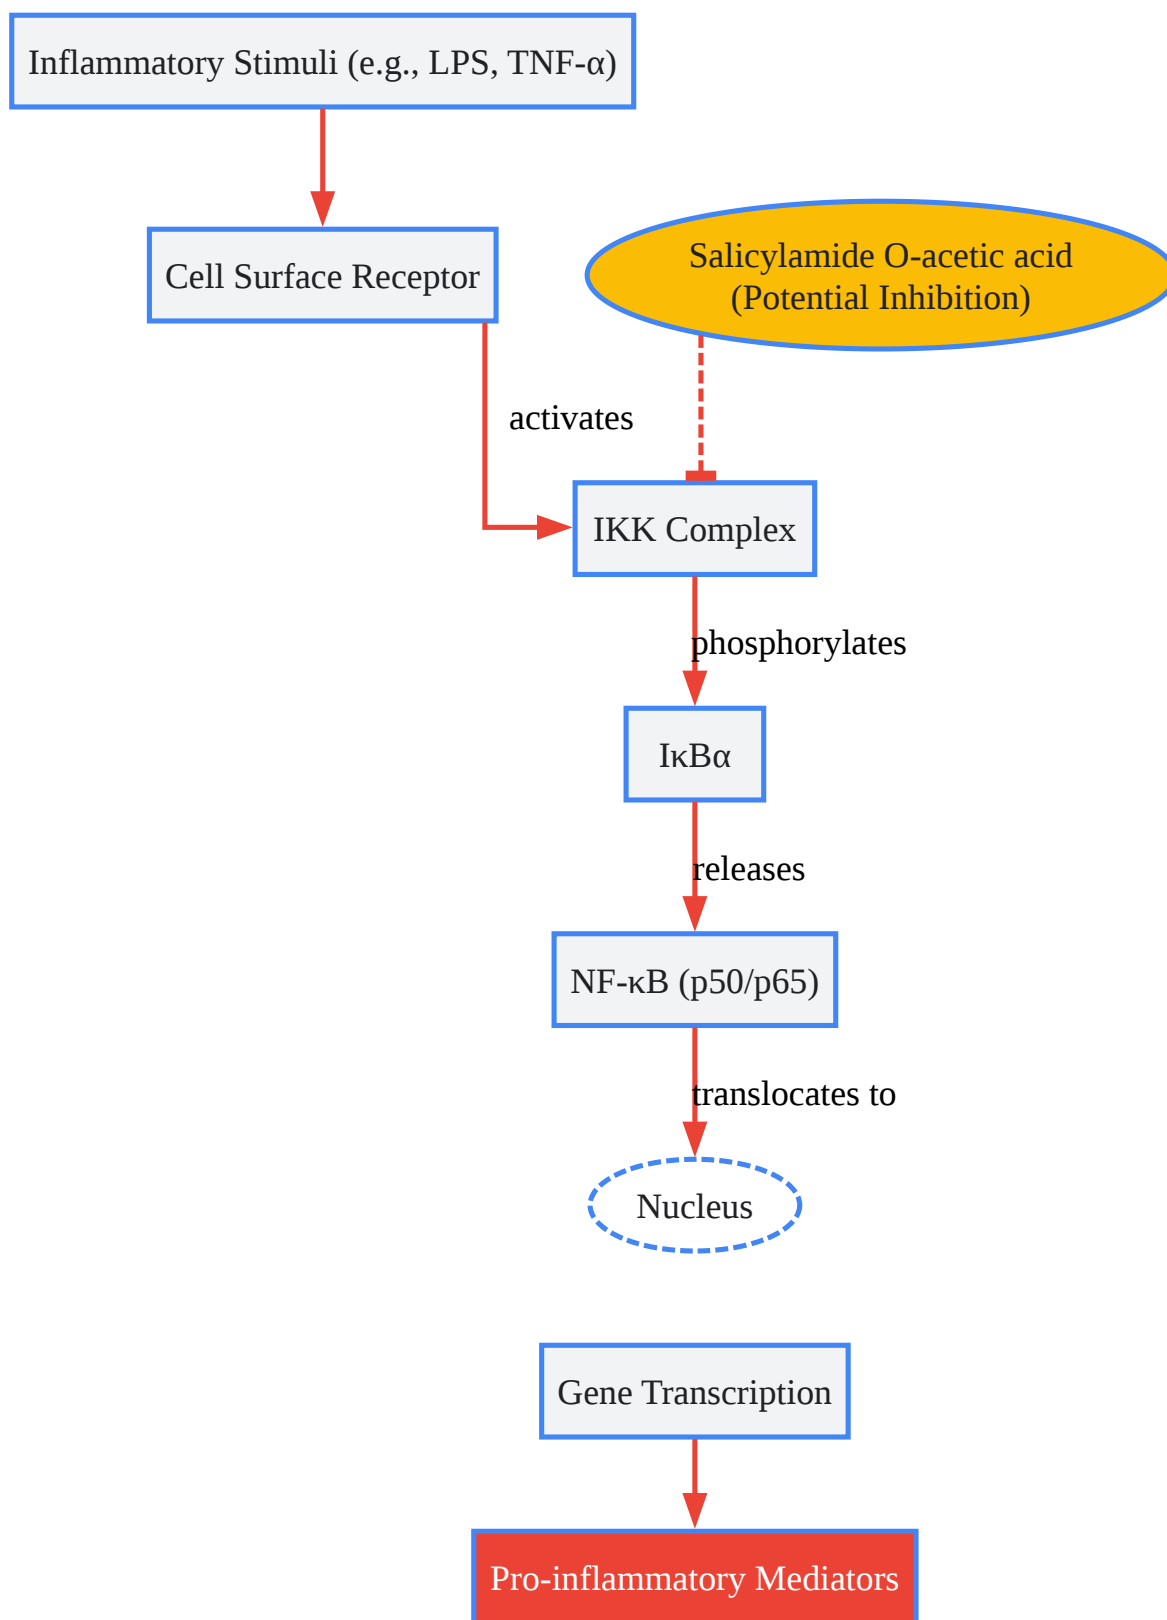 Inflammatory Stimuli (e.g., LPS, TNF-α)
Cell Surface Receptor
Salicylamide O-acetic acid
(Potential Inhibition)
activates
IKK Complex
phosphorylates
IκBα
releases
NF-κB (p50/p65)
translocates to
Nucleus
Gene Transcription
Pro-inflammatory Mediators